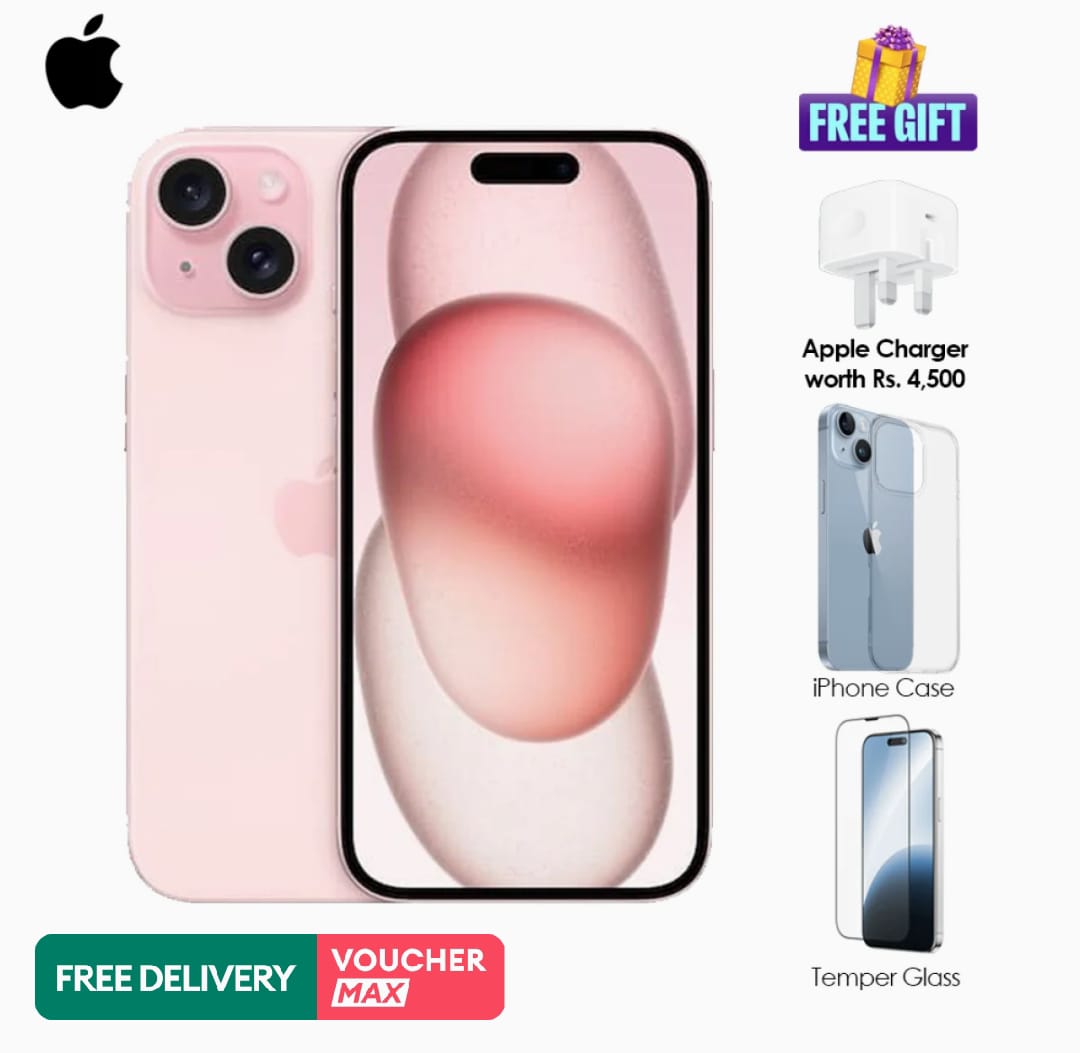 FREE GIFT
Apple Charger
worth Rs. 4,500
iPhone Case
Temper Glass
FREE DELIVERY
VOUCHER
MAX